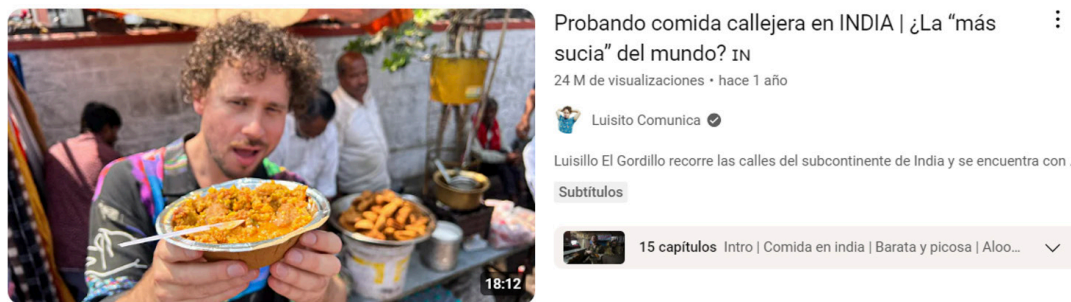 Probando comida callejera en INDIA | ¿La “más
sucia” del mundo? IN
24 M de visualizaciones • hace 1 año
Luisito Comunica
Luisillo El Gordillo recorre las calles del subcontinente de India y se encuentra con
Subtítulos
15 capítulos Intro | Comida en india | Barata y picosa | Aloo...
18:12